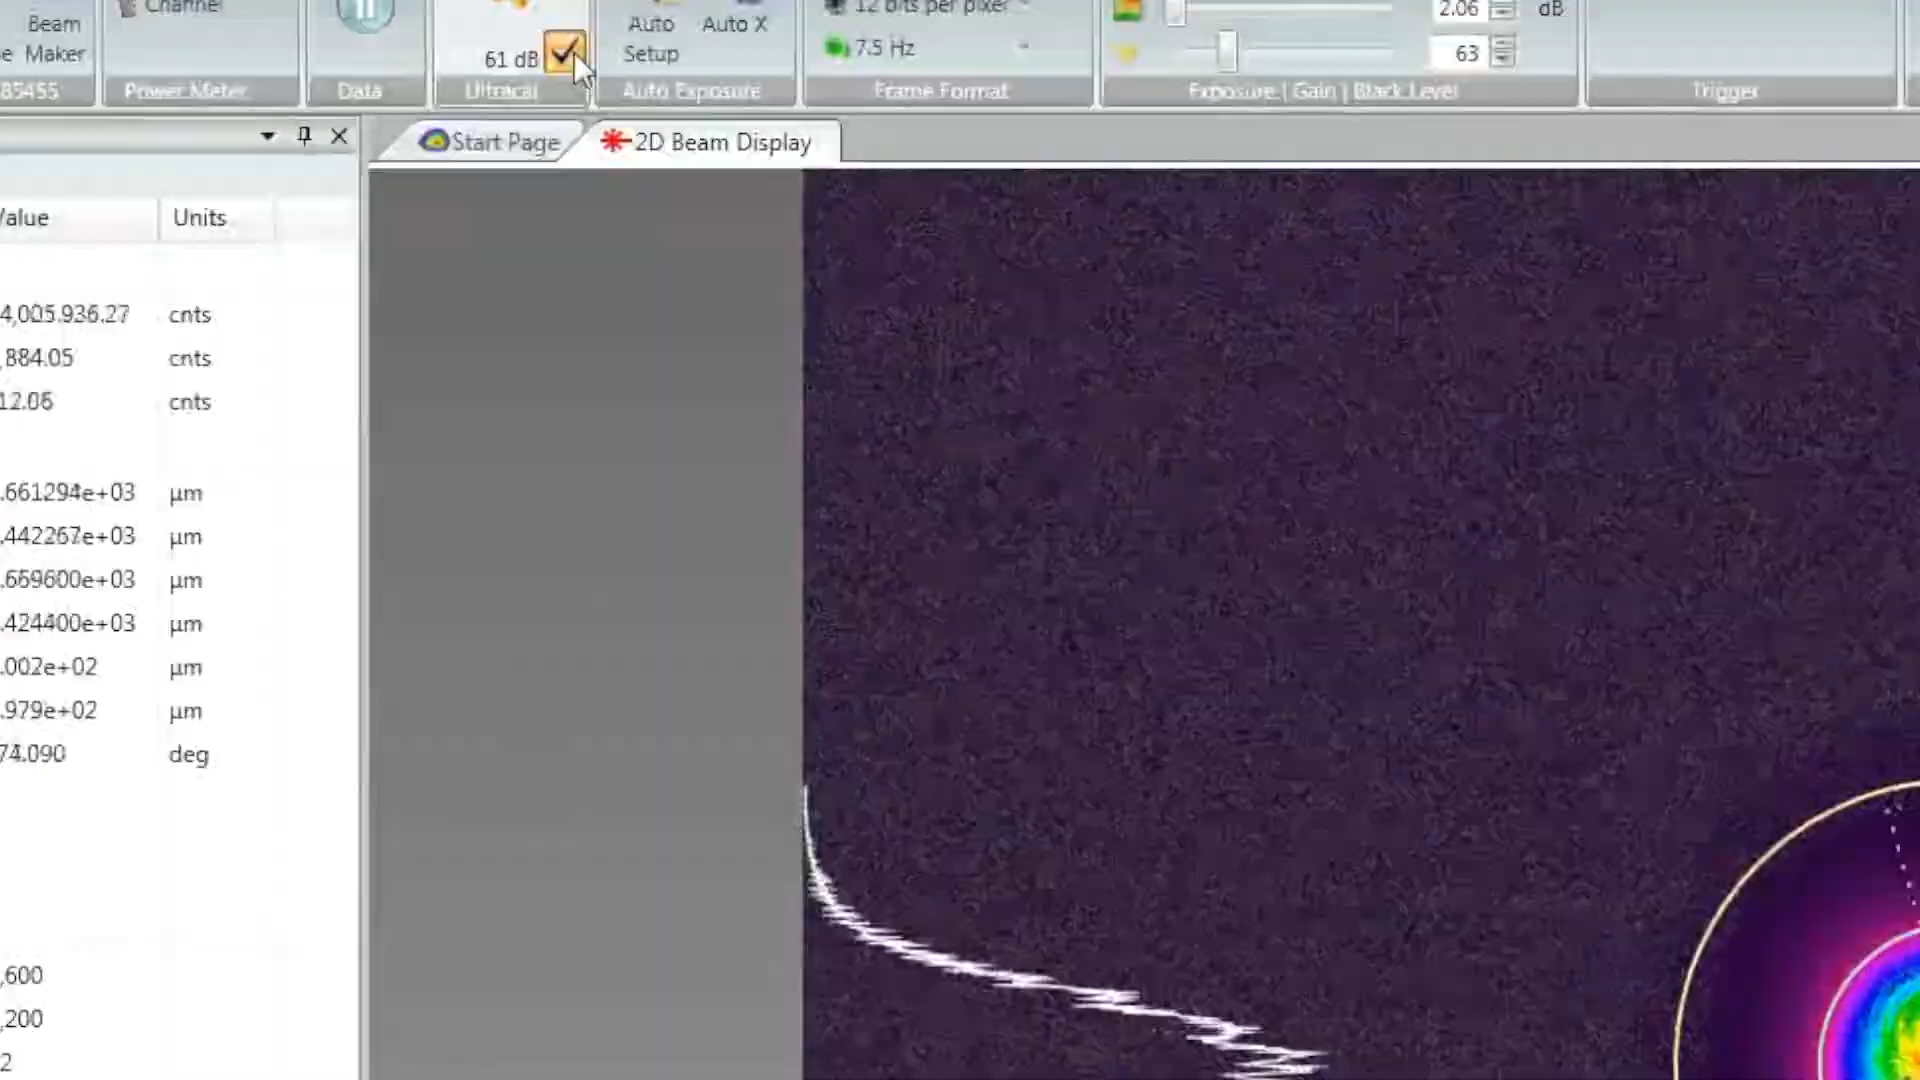 Channel
Beam
Maker
85455
Power Meter
Data
61 dB
Ultracal
Auto
Setup
Auto X
Auto Exposure
12 bits per pixel
7.5 Hz
Frame Format
2.06 dB
63
Exposure | Gain | Black Level
Trigger
Start Page
2D Beam Display
Value Units
4,005.936.27 cnts
,884.05 cnts
12.06 cnts
.661294e+03 µm
.442267e+03 µm
.659600e+03 µm
.424400e+03 µm
.002e+02 µm
.979e+02 µm
74.090 deg
,600
,200
2